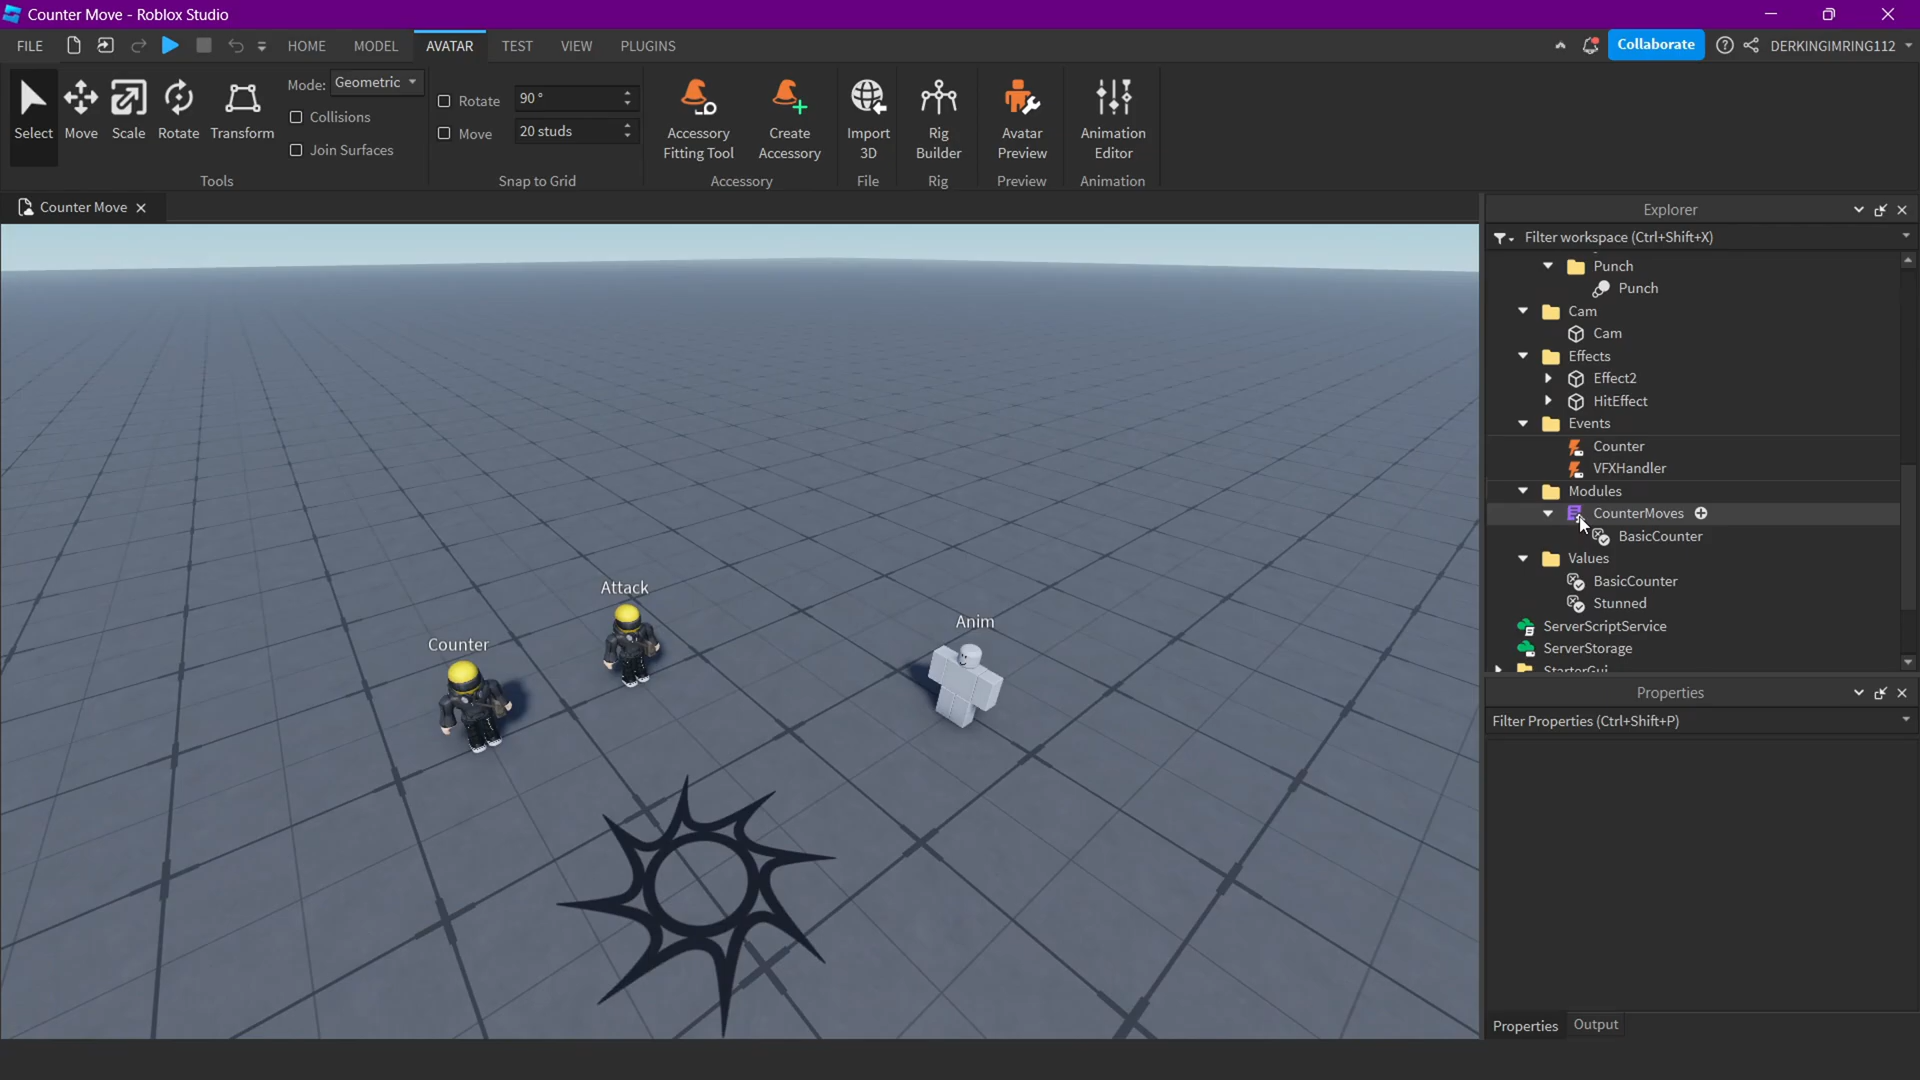 Counter Move - Roblox Studio
FILE HOME MODEL AVATAR TEST VIEW PLUGINS Collaborate DERKINGIMRING112
Select Move Scale Rotate Transform
Mode: Geometric
Collisions
Join Surfaces
Tools
Rotate 90 °
Move 20 studs
Snap to Grid
Accessory Fitting Tool
Create Accessory
Accessory
Import 3D
File
Rig Builder
Rig
Avatar Preview
Preview
Animation Editor
Animation
Counter Move
Attack
Counter
Anim
Explorer
Filter workspace (Ctrl+Shift+X)
Punch
Punch
Cam
Cam
Effects
Effect2
HitEffect
Events
Counter
VFXHandler
Modules
CounterMoves
BasicCounter
Values
BasicCounter
Stunned
ServerScriptService
ServerStorage
StarterGui
Properties
Filter Properties (Ctrl+Shift+P)
Properties Output